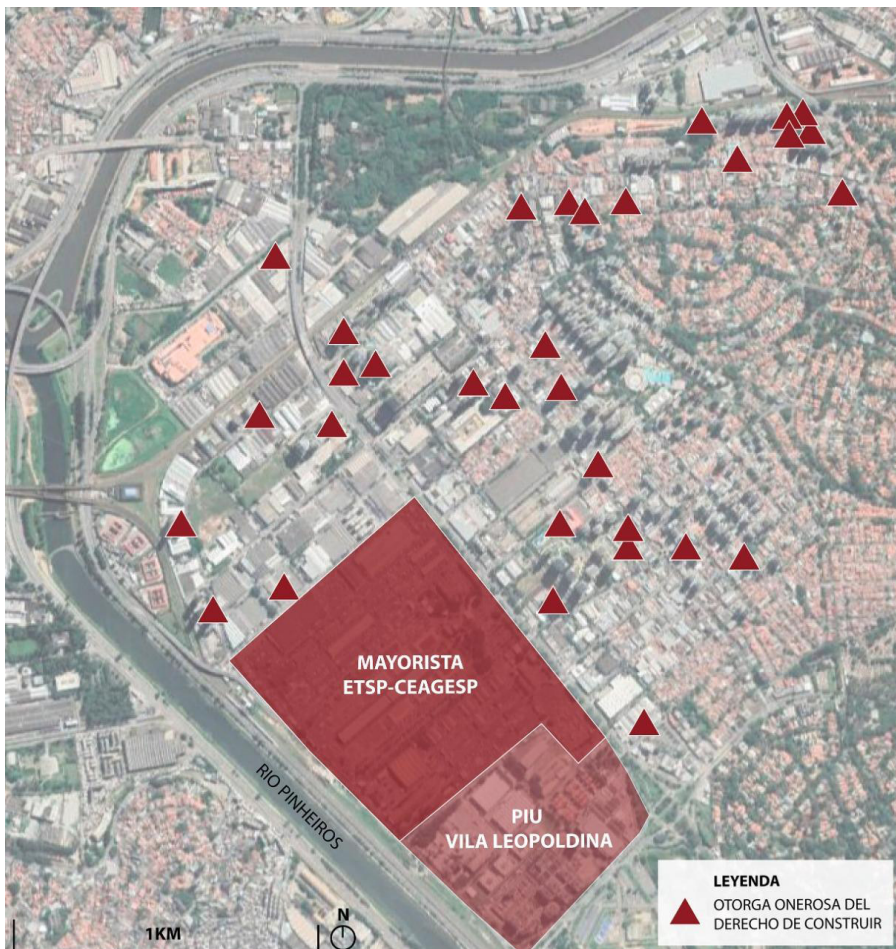 MAYORISTA
ETSP-CEAGESP
RIO PINHEIROS
PIU
VILA LEOPOLDINA
LEYENDA
OTORGA ONEROSA DEL
DERECHO DE CONSTRUIR
1KM
N